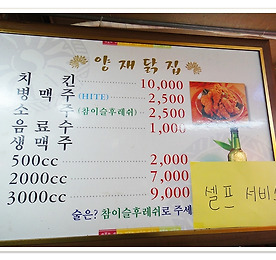 양재닭집
치 킨 10,000
병 맥 주 (HITE) 2,500
소 주 (참이슬후레쉬) 2,500
음 료 수 1,000
생 맥 주
500cc 2,000
2000cc 7,000
3000cc 9,000
술은? 참이슬후레쉬로 주세
셀프 서비스